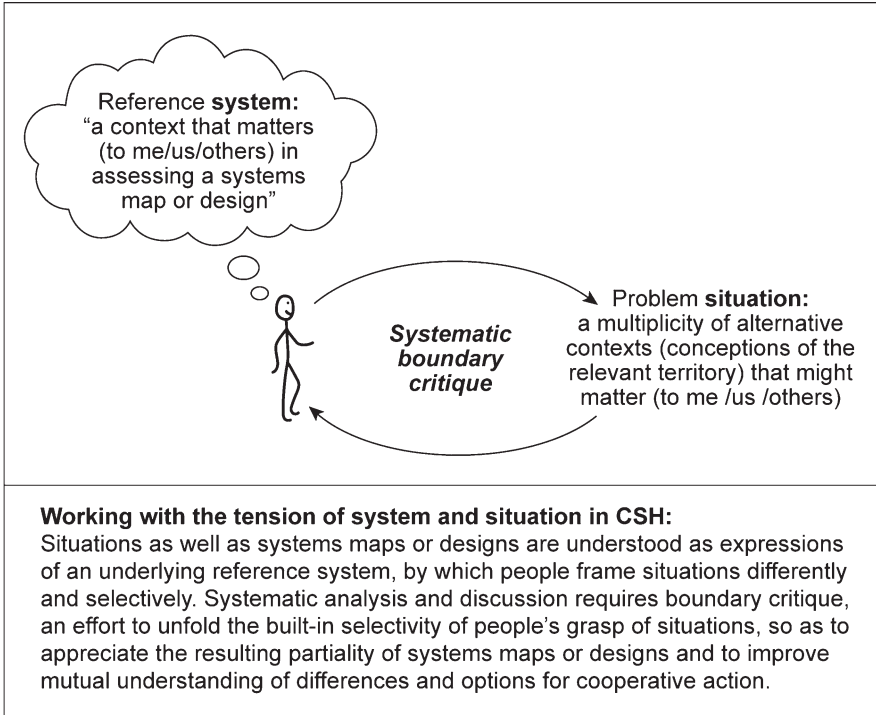 Reference system:
“a context that matters
(to me/us/others) in
assessing a systems
map or design”
Systematic
boundary
critique
Problem situation:
a multiplicity of alternative
contexts (conceptions of the
relevant territory) that might
matter (to me /us /others)
Working with the tension of system and situation in CSH:
Situations as well as systems maps or designs are understood as expressions
of an underlying reference system, by which people frame situations differently
and selectively. Systematic analysis and discussion requires boundary critique,
an effort to unfold the built-in selectivity of people’s grasp of situations, so as to
appreciate the resulting partiality of systems maps or designs and to improve
mutual understanding of differences and options for cooperative action.